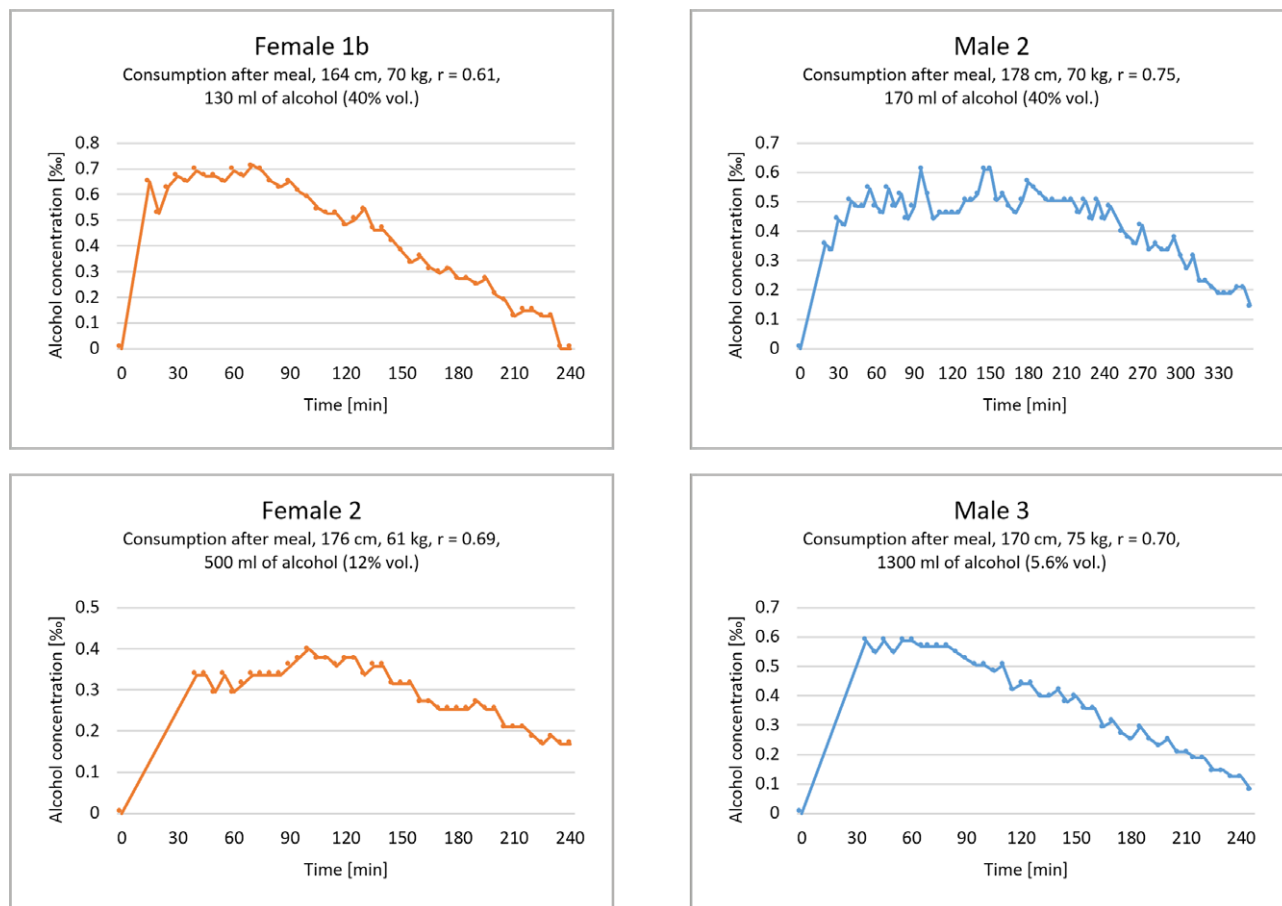 Female 1b
Consumption after meal, 164 cm, 70 kg, r = 0.61,
130 ml of alcohol (40% vol.)
Alcohol concentration [‰]
0.8
0.7
0.6
0.5
0.4
0.3
0.2
0.1
0
0 30 60 90 120 150 180 210 240
Time [min]
Male 2
Consumption after meal, 178 cm, 70 kg, r = 0.75,
170 ml of alcohol (40% vol.)
Alcohol concentration [‰]
0.7
0.6
0.5
0.4
0.3
0.2
0.1
0
0 30 60 90 120 150 180 210 240 270 300 330
Time [min]
Female 2
Consumption after meal, 176 cm, 61 kg, r = 0.69,
500 ml of alcohol (12% vol.)
Alcohol concentration [‰]
0.5
0.4
0.3
0.2
0.1
0
0 30 60 90 120 150 180 210 240
Time [min]
Male 3
Consumption after meal, 170 cm, 75 kg, r = 0.70,
1300 ml of alcohol (5.6% vol.)
Alcohol concentration [‰]
0.7
0.6
0.5
0.4
0.3
0.2
0.1
0
0 30 60 90 120 150 180 210 240
Time [min]